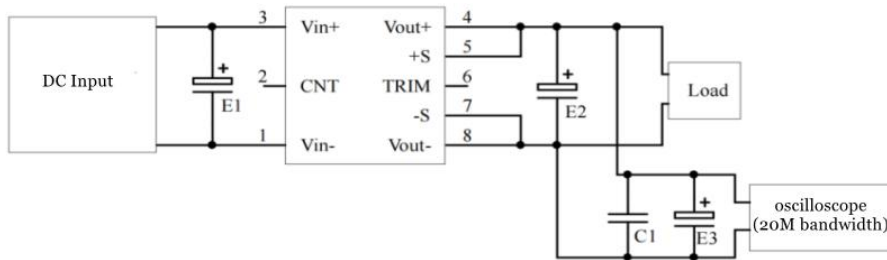 DC Input
E1
3
2
1
Vin+ Vout+
+S
CNT TRIM
-S
Vin- Vout-
4
5
6
7
8
E2
Load
C1
E3
oscilloscope
(20M bandwidth)
+
+
+